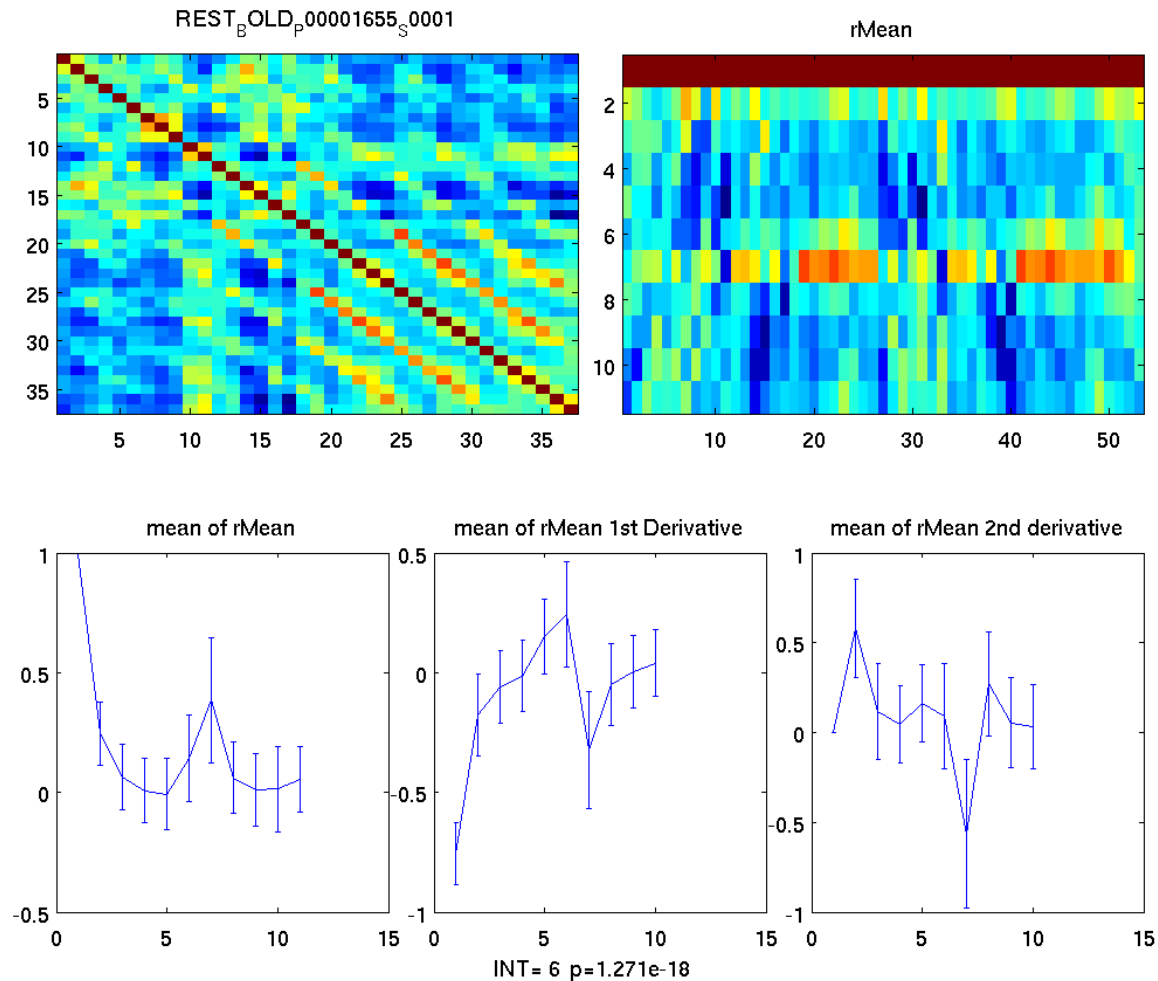 REST_BOLD_P00001655_S0001
5
10
15
20
25
30
35
5 10 15 20 25 30 35
rMean
2
4
6
8
10
10 20 30 40 50
mean of rMean
1
0.5
0
-0.5
0 5 10 15
mean of rMean 1st Derivative
0.5
0
-0.5
-1
0 5 10 15
INT= 6 p=1.271e-18
mean of rMean 2nd derivative
1
0.5
0
-0.5
-1
0 5 10 15